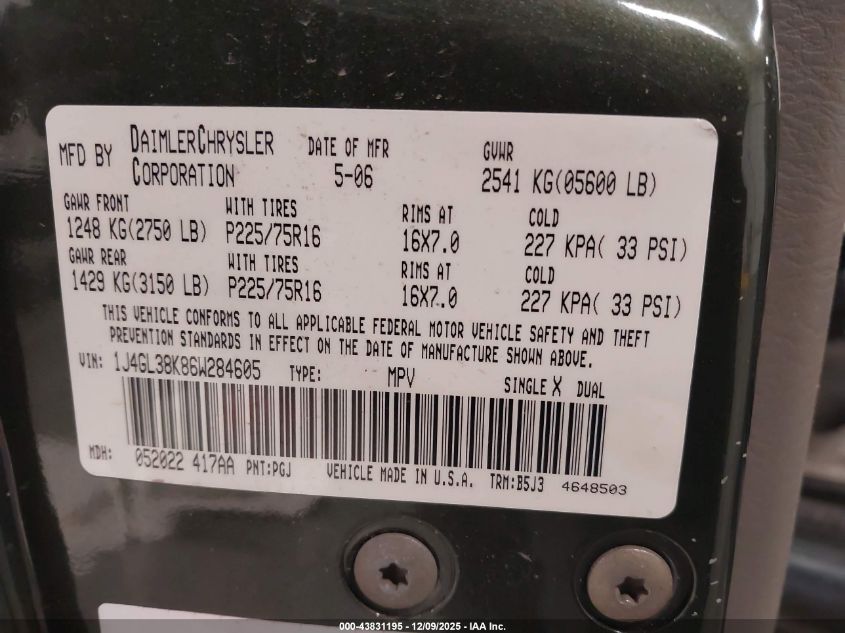 MFD BY DAIMLERCHRYSLER CORPORATION DATE OF MFR 5-06 GVWR 2541 KG(05600 LB)
GAWR FRONT WITH TIRES RIMS AT COLD
1248 KG(2750 LB) P225/75R16 16X7.0 227 KPA( 33 PSI)
GAWR REAR WITH TIRES RIMS AT COLD
1429 KG(3150 LB) P225/75R16 16X7.0 227 KPA( 33 PSI)
THIS VEHICLE CONFORMS TO ALL APPLICABLE FEDERAL MOTOR VEHICLE SAFETY AND THEFT
PREVENTION STANDARDS IN EFFECT ON THE DATE OF MANUFACTURE SHOWN ABOVE.
VIN: 1J4GL38K86W284605 TYPE: MPV SINGLE X DUAL
MDH: 052022 417AA PNT:PGJ VEHICLE MADE IN U.S.A. TRM:B5J3 4648503
000-43831195 - 12/09/2025 - IAA Inc.